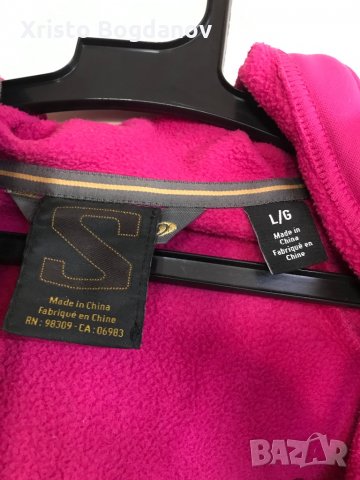 Xristo Bogdanov
S
Made in China
Fabriqué en Chine
RN: 98309 - CA: 06983
L/G
Made in
China
Fabriqué en
Chine
BAZAR